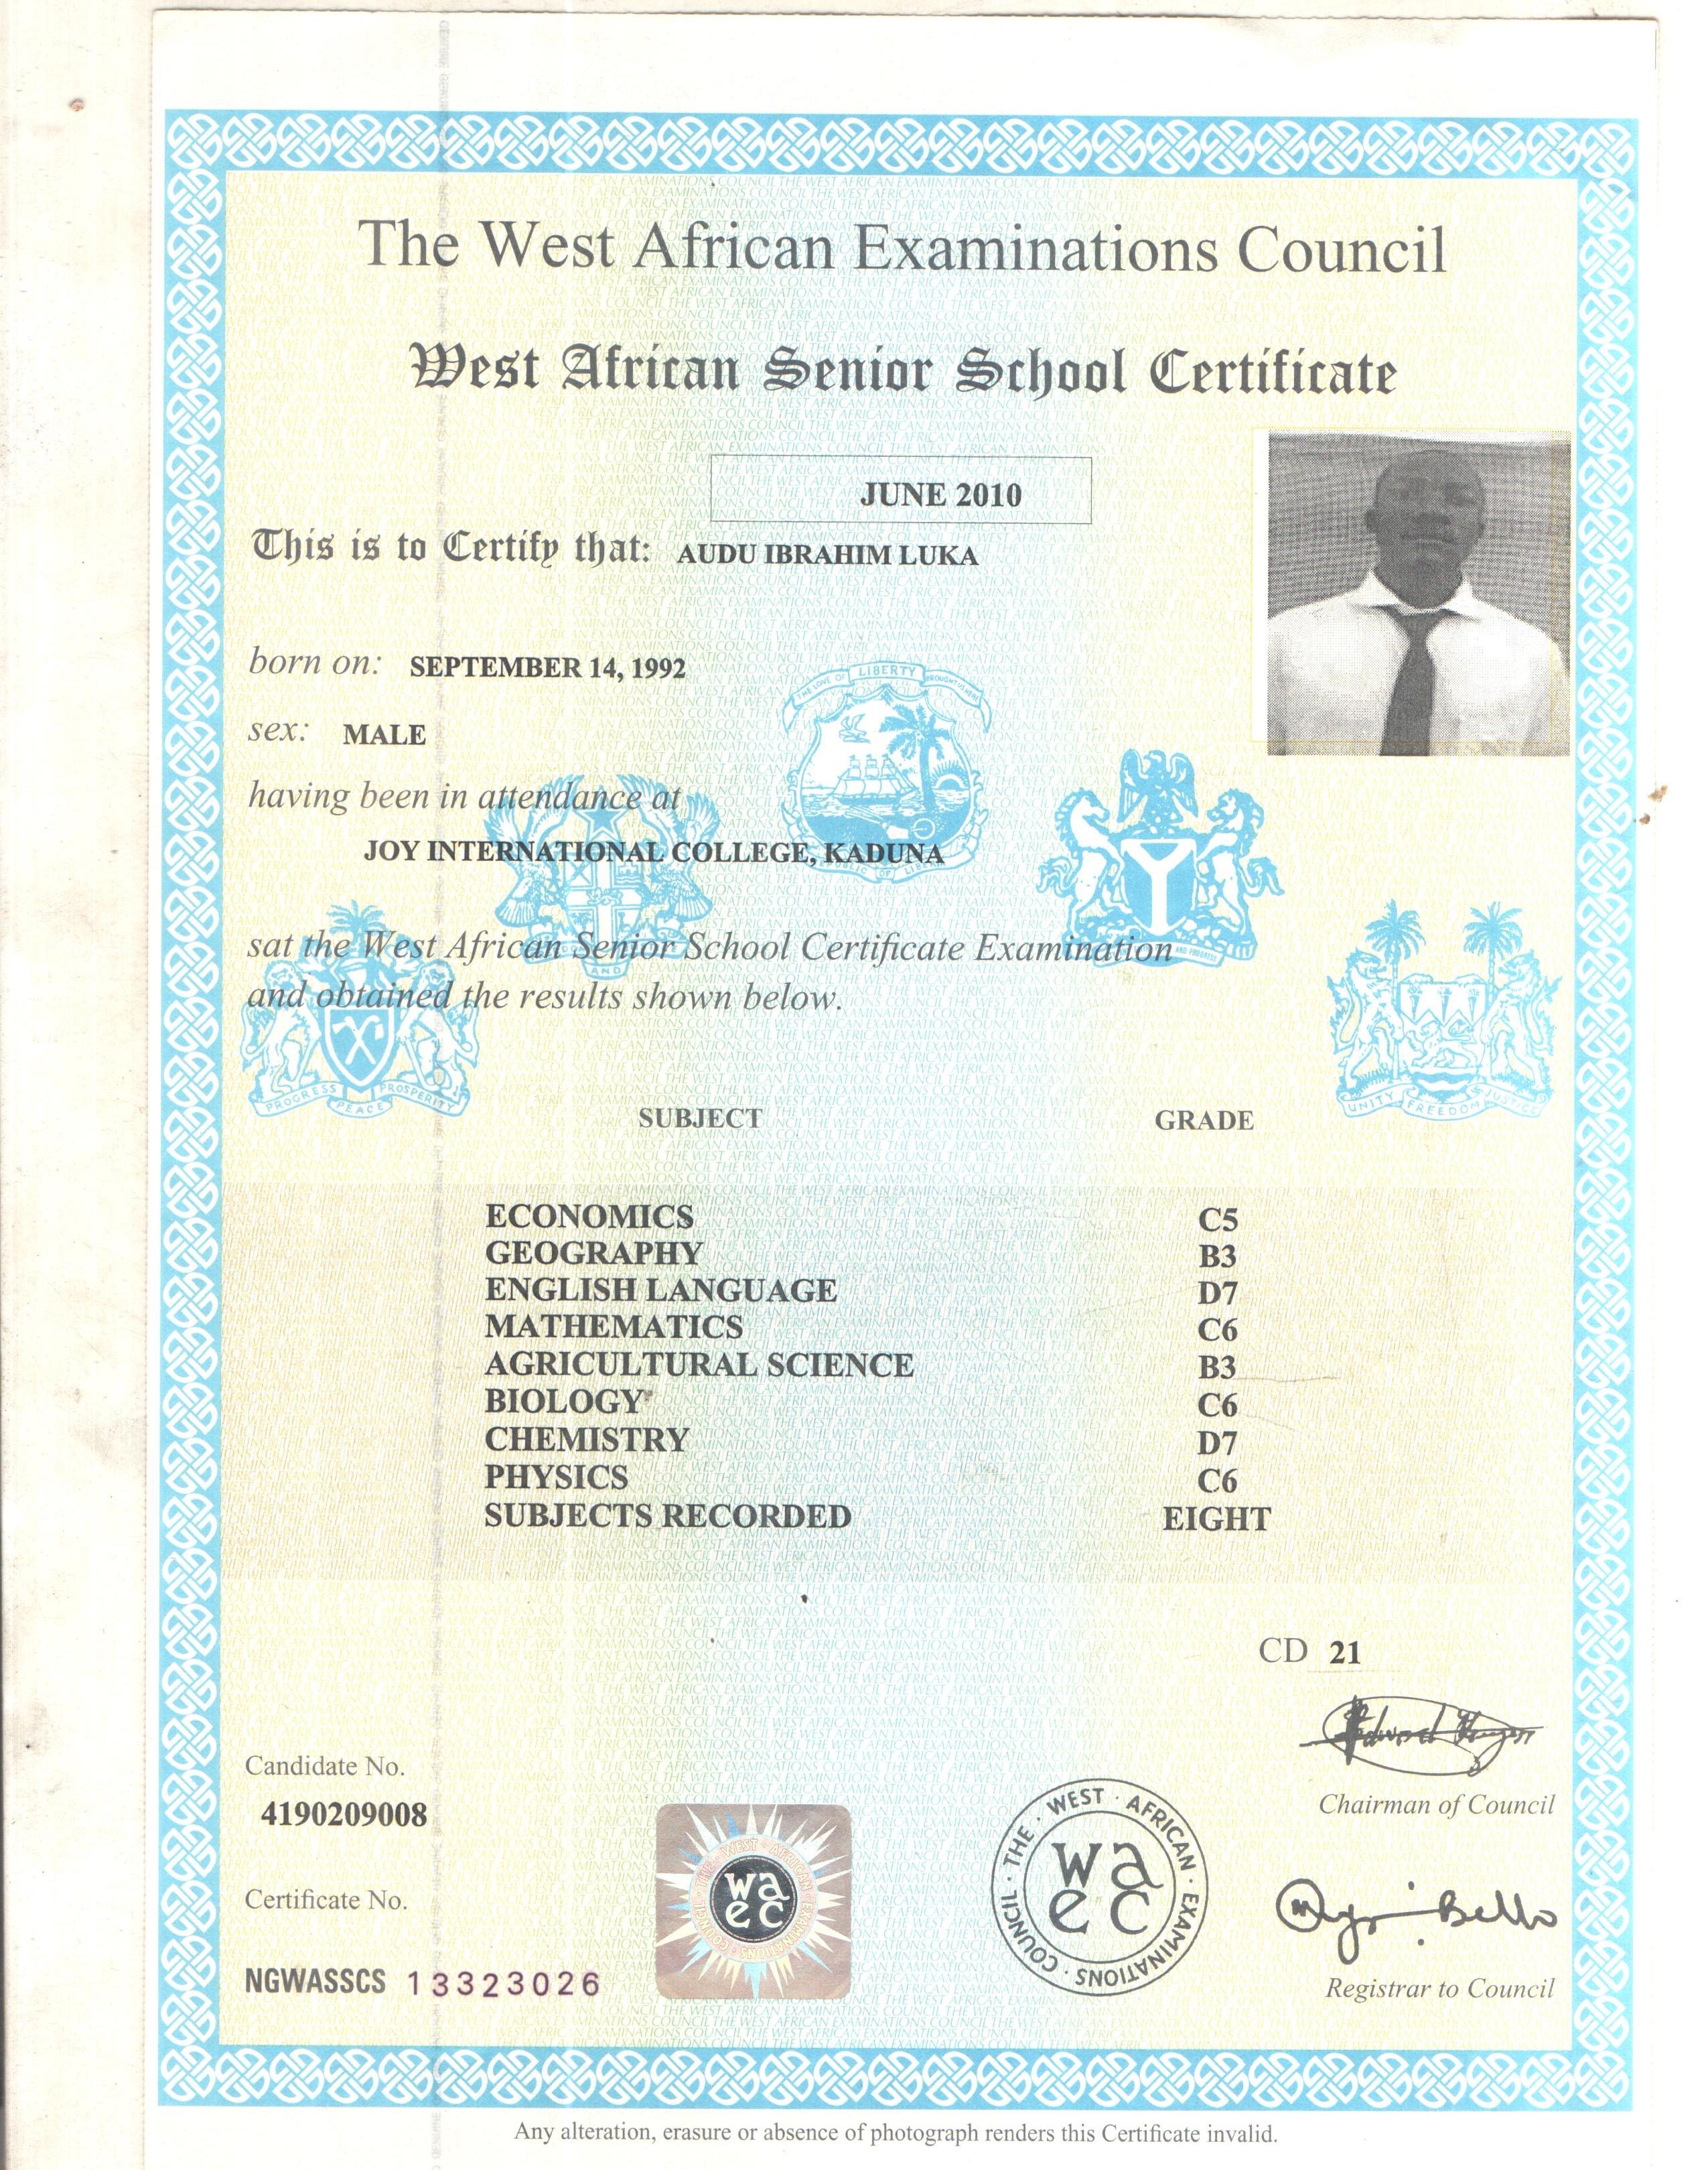 The West African Examinations Council
West African Senior School Certificate
JUNE 2010
This is to Certify that: AUDU IBRAHIM LUKA
born on: SEPTEMBER 14, 1992
sex: MALE
having been in attendance at
JOY INTERNATIONAL COLLEGE, KADUNA
sat the West African Senior School Certificate Examination
and obtained the results shown below.
THE LOVE OF LIBERTY BROUGHT US HERE
PROGRESS PEACE PROSPERITY
UNITY FREEDOM JUSTICE
SUBJECT GRADE
ECONOMICS C5
GEOGRAPHY B3
ENGLISH LANGUAGE D7
MATHEMATICS C6
AGRICULTURAL SCIENCE B3
BIOLOGY C6
CHEMISTRY D7
PHYSICS C6
SUBJECTS RECORDED EIGHT
CD 21
Chairman of Council
Candidate No.
4190209008
Certificate No.
NGWASSCS 13323026
waec
THE · WEST · AFRICAN · EXAMINATIONS · COUNCIL ·
waec
Bello
Registrar to Council
Any alteration, erasure or absence of photograph renders this Certificate invalid.